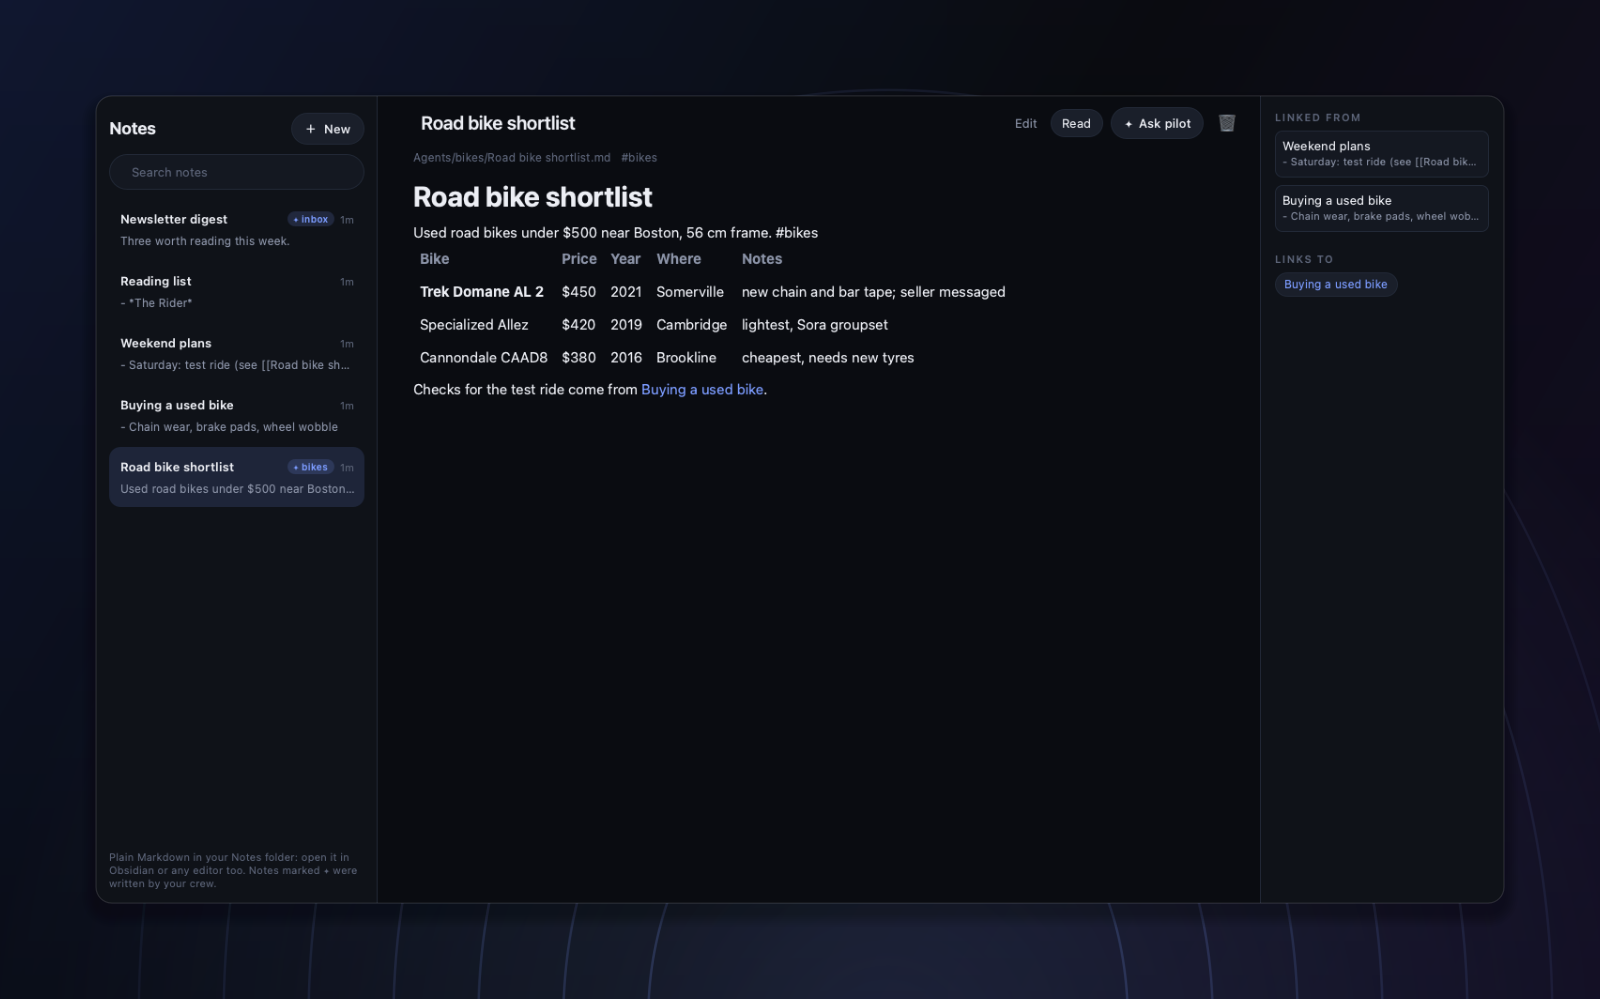 Notes
+ New
Search notes
Newsletter digest
✦ inbox
1m
Three worth reading this week.
Reading list
1m
- *The Rider*
Weekend plans
1m
- Saturday: test ride (see [[Road bike sh...
Buying a used bike
1m
- Chain wear, brake pads, wheel wobble
Road bike shortlist
✦ bikes
1m
Used road bikes under $500 near Boston...
Plain Markdown in your Notes folder: open it in
Obsidian or any editor too. Notes marked ✦ were
written by your crew.
Road bike shortlist
Edit
Read
✦ Ask pilot
Agents/bikes/Road bike shortlist.md #bikes
Road bike shortlist
Used road bikes under $500 near Boston, 56 cm frame. #bikes
Bike Price Year Where Notes
Trek Domane AL 2 $450 2021 Somerville new chain and bar tape; seller messaged
Specialized Allez $420 2019 Cambridge lightest, Sora groupset
Cannondale CAAD8 $380 2016 Brookline cheapest, needs new tyres
Checks for the test ride come from Buying a used bike.
LINKED FROM
Weekend plans
- Saturday: test ride (see [[Road bik...
Buying a used bike
- Chain wear, brake pads, wheel wob...
LINKS TO
Buying a used bike